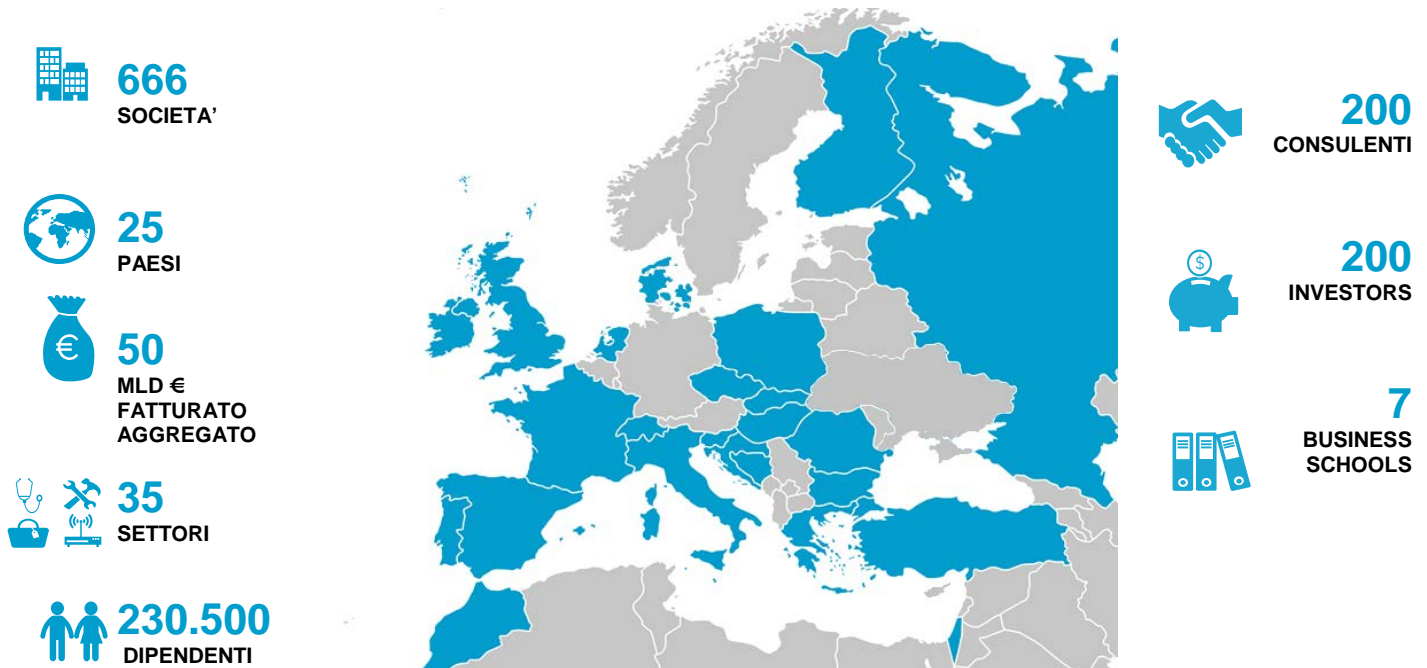 666
SOCIETA’
25
PAESI
€
50
MLD €
FATTURATO
AGGREGATO
35
SETTORI
230.500
DIPENDENTI
200
CONSULENTI
$
200
INVESTORS
7
BUSINESS
SCHOOLS